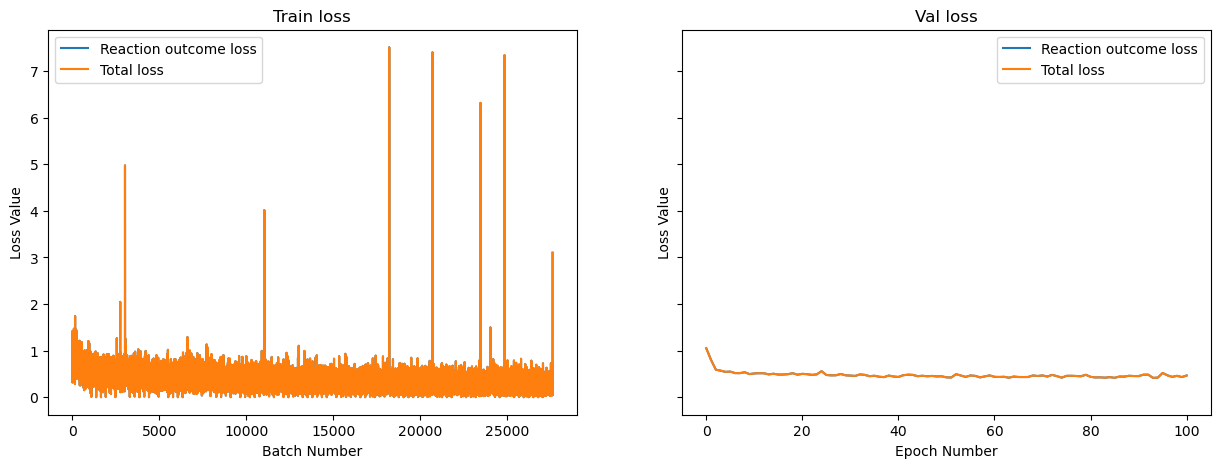 Train loss
Reaction outcome loss
Total loss
Loss Value
7
6
5
4
3
2
1
0
0 5000 10000 15000 20000 25000
Batch Number
Val loss
Reaction outcome loss
Total loss
Loss Value
0 20 40 60 80 100
Epoch Number